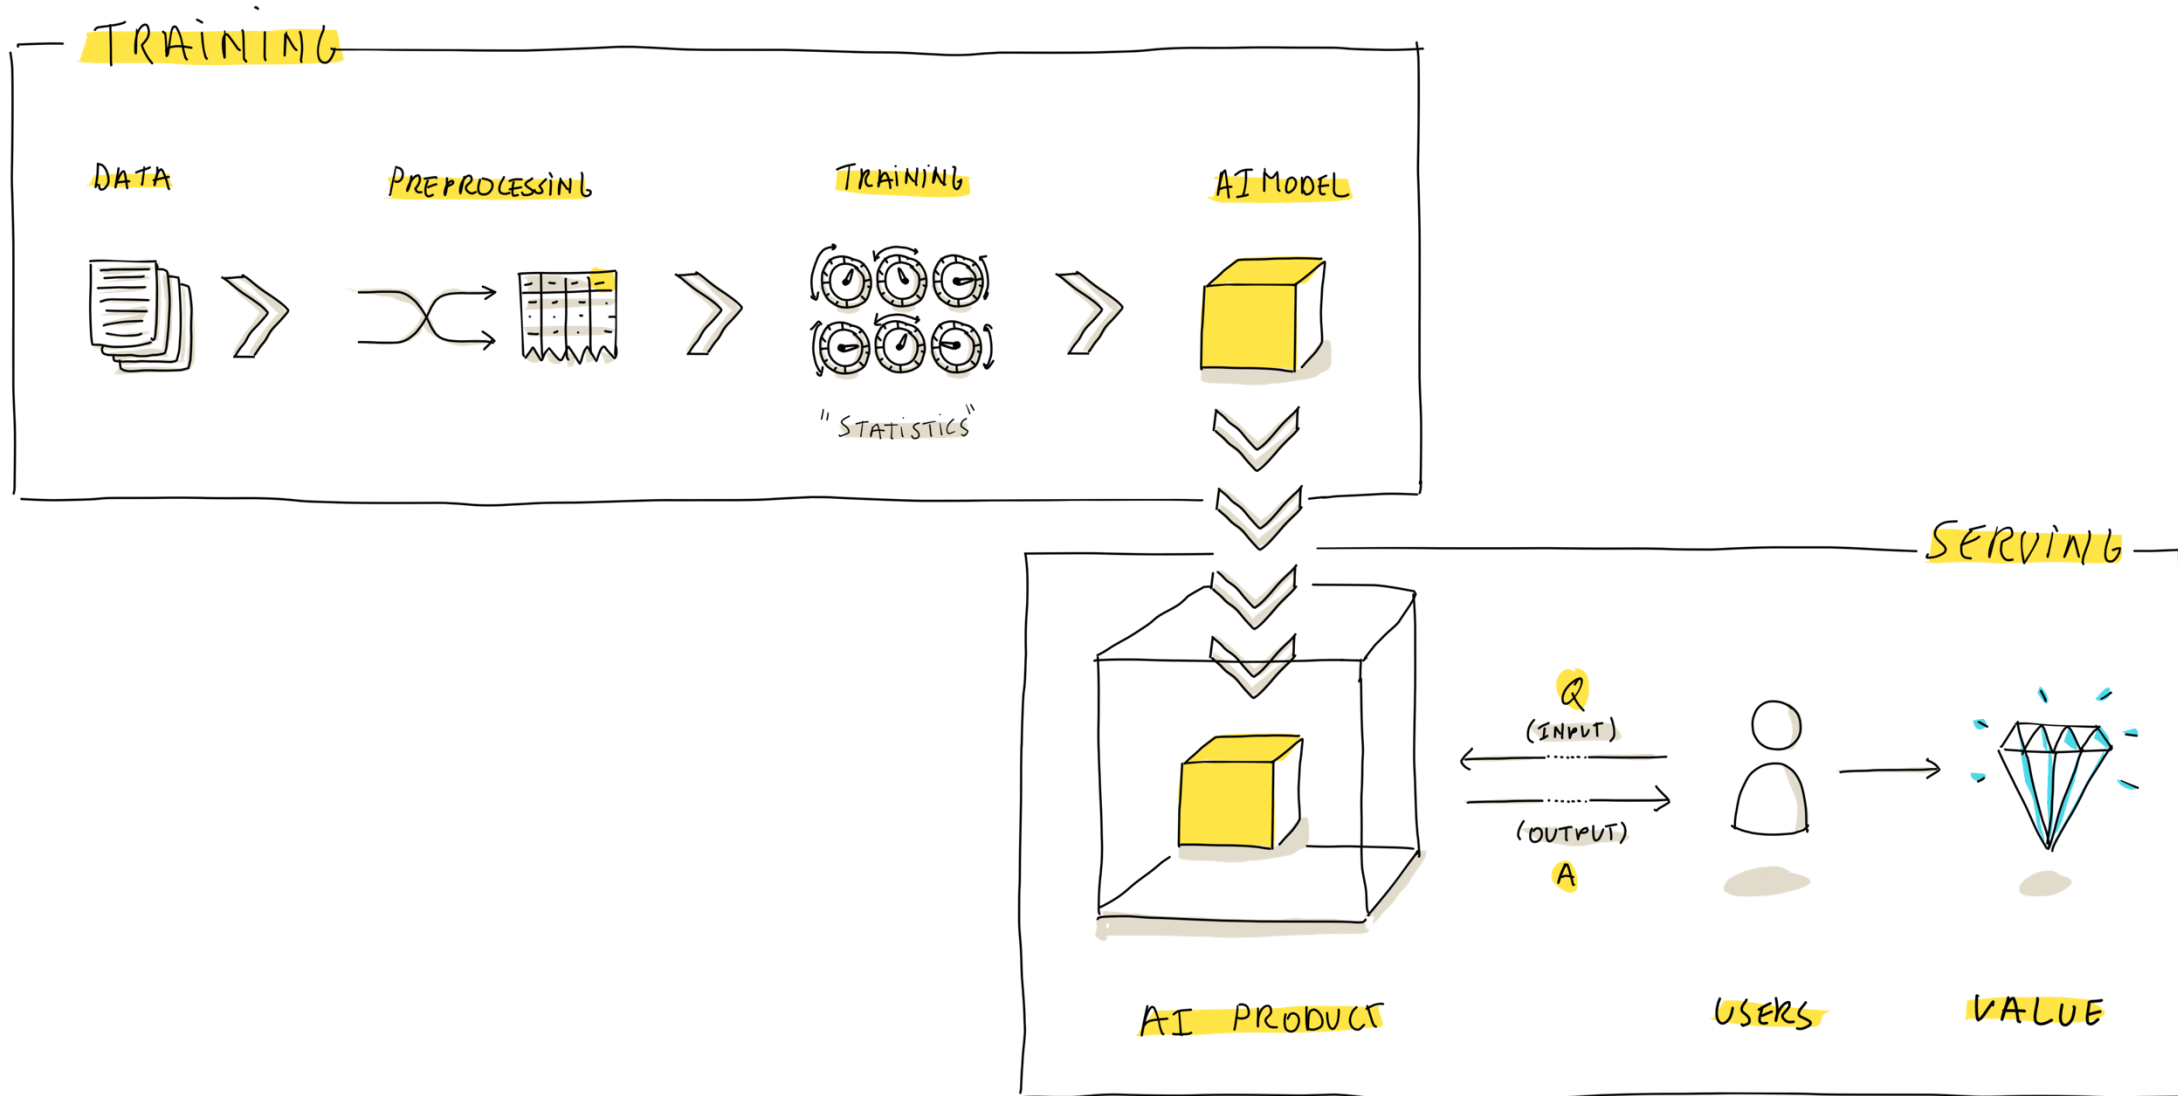 TRAINING
DATA
PREPROCESSING
TRAINING
AI MODEL
"STATISTICS"
SERVING
Q
(INPUT)
(OUTPUT)
A
AI PRODUCT
USERS
VALUE